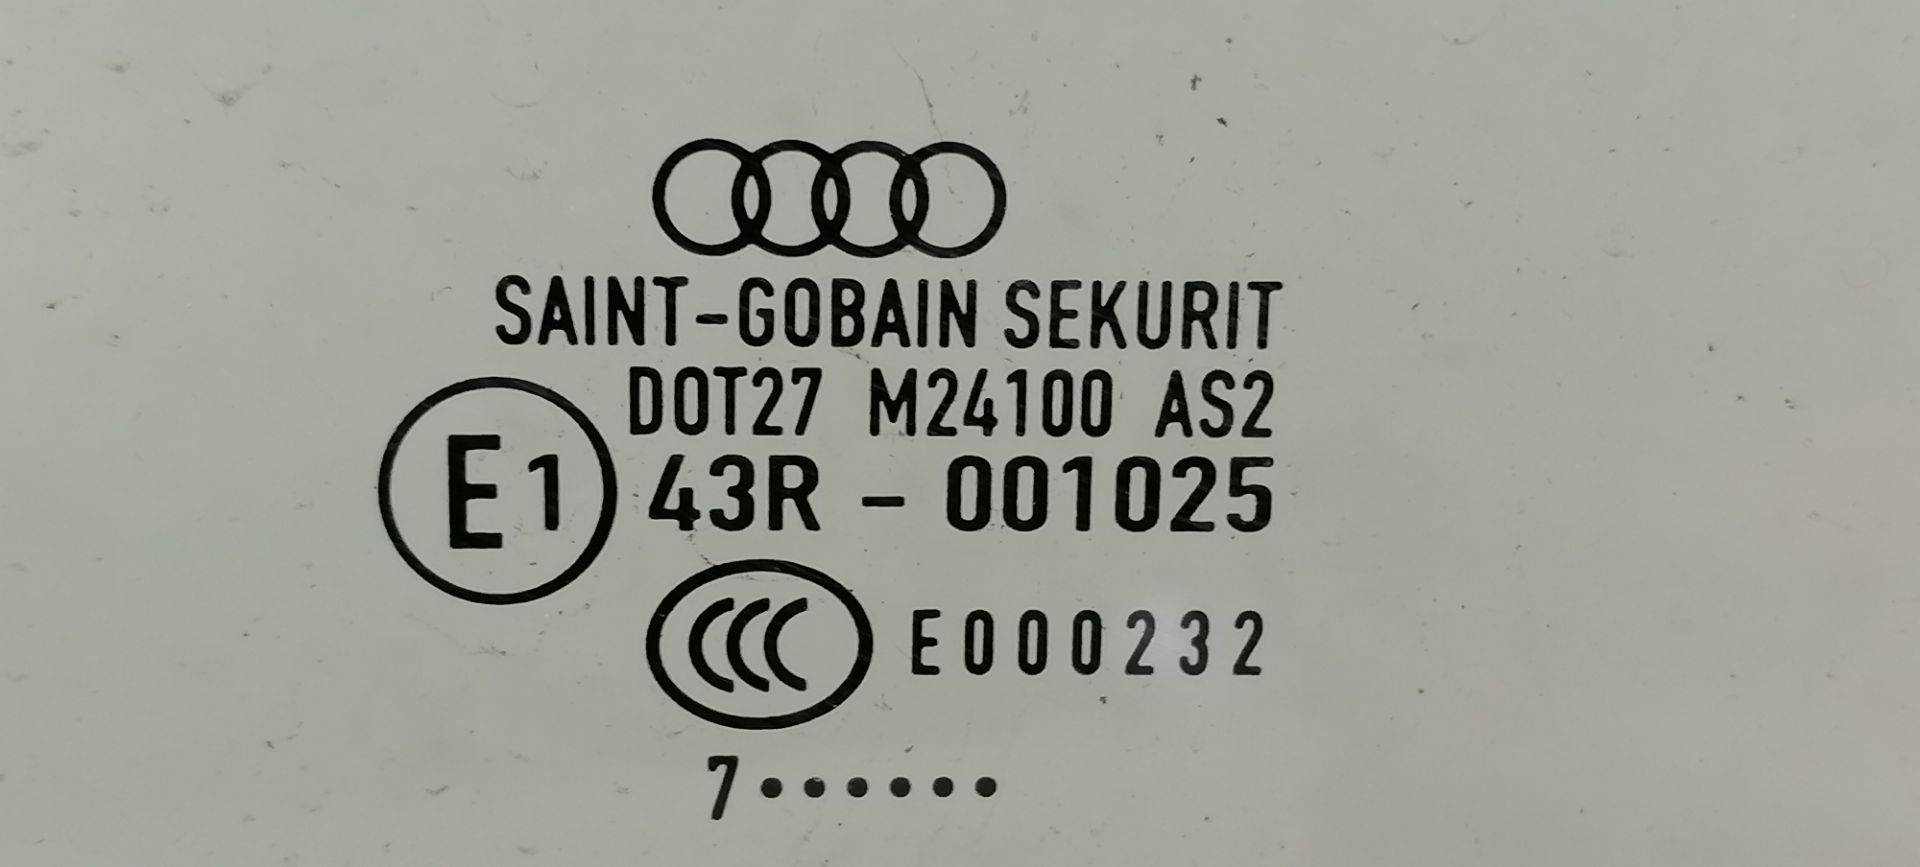 SAINT-GOBAIN SEKURIT
DOT27 M24100 AS2
E1 43R - 001025
CCC E000232
7······